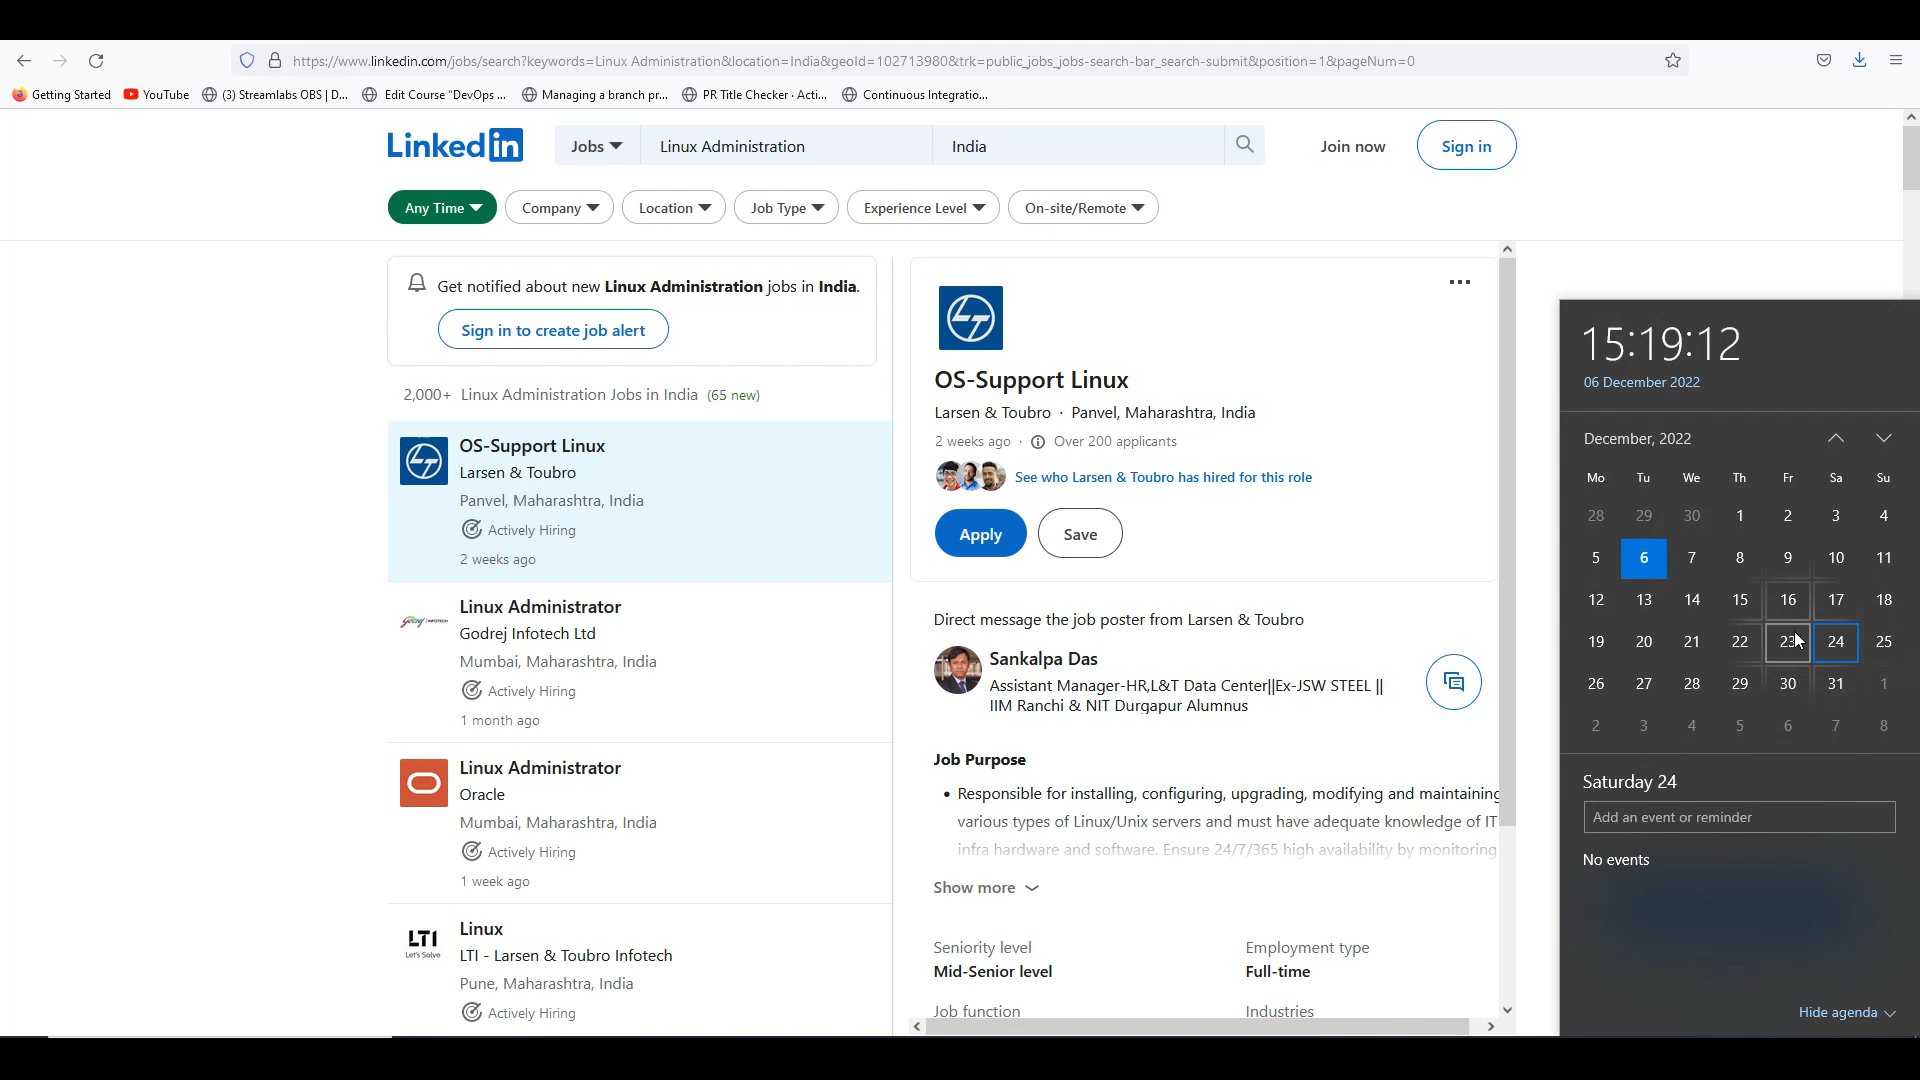 https://www.linkedin.com/jobs/search?keywords=Linux Administration&location=India&geoId=102713980&trk=public_jobs_jobs-search-bar_search-submit&position=1&pageNum=0
Getting Started
YouTube
(3) Streamlabs OBS | D...
Edit Course "DevOps ...
Managing a branch pr...
PR Title Checker · Acti...
Continuous Integratio...
Linked in
Jobs
Linux Administration
India
Join now
Sign in
Any Time
Company
Location
Job Type
Experience Level
On-site/Remote
Get notified about new Linux Administration jobs in India.
Sign in to create job alert
2,000+ Linux Administration Jobs in India (65 new)
OS-Support Linux
Larsen & Toubro
Panvel, Maharashtra, India
Actively Hiring
2 weeks ago
Linux Administrator
Godrej Infotech Ltd
Mumbai, Maharashtra, India
Actively Hiring
1 month ago
Linux Administrator
Oracle
Mumbai, Maharashtra, India
Actively Hiring
1 week ago
LTI
Let's Solve
Linux
LTI - Larsen & Toubro Infotech
Pune, Maharashtra, India
Actively Hiring
OS-Support Linux
Larsen & Toubro · Panvel, Maharashtra, India
2 weeks ago · Over 200 applicants
See who Larsen & Toubro has hired for this role
Apply
Save
Direct message the job poster from Larsen & Toubro
Sankalpa Das
Assistant Manager-HR,L&T Data Center||Ex-JSW STEEL ||
IIM Ranchi & NIT Durgapur Alumnus
Job Purpose
• Responsible for installing, configuring, upgrading, modifying and maintaining
various types of Linux/Unix servers and must have adequate knowledge of IT
infra hardware and software. Ensure 24/7/365 high availability by monitoring
Show more
Seniority level
Mid-Senior level
Employment type
Full-time
Job function
Industries
15:19:12
06 December 2022
December, 2022
Mo Tu We Th Fr Sa Su
28 29 30 1 2 3 4
5 6 7 8 9 10 11
12 13 14 15 16 17 18
19 20 21 22 23 24 25
26 27 28 29 30 31 1
2 3 4 5 6 7 8
Saturday 24
Add an event or reminder
No events
Hide agenda